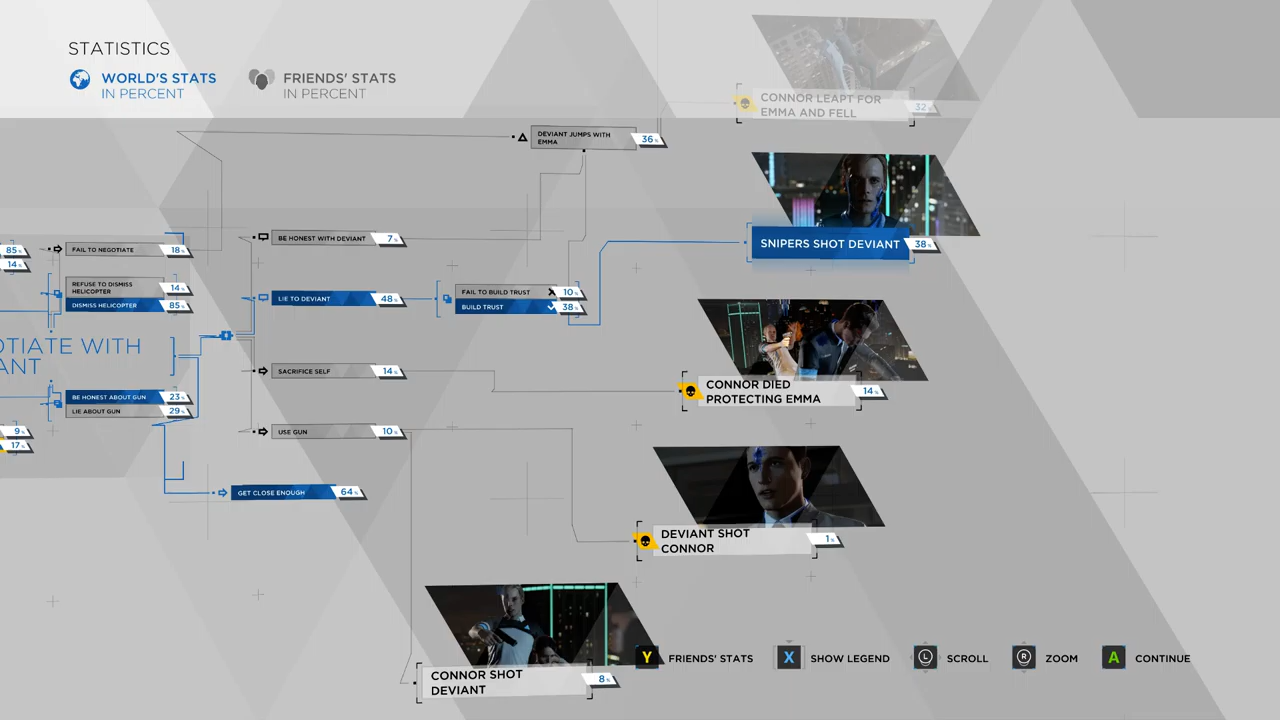 STATISTICS
WORLD'S STATS
IN PERCENT
FRIENDS' STATS
IN PERCENT
CONNOR LEAPT FOR
EMMA AND FELL
32%
DEVIANT JUMPS WITH
EMMA
36%
SNIPERS SHOT DEVIANT
38%
85%
14%
FAIL TO NEGOTIATE
18%
REFUSE TO DISMISS
HELICOPTER
14%
DISMISS HELICOPTER
85%
BE HONEST WITH DEVIANT
7%
LIE TO DEVIANT
48%
FAIL TO BUILD TRUST
10%
BUILD TRUST
38%
OTIATE WITH
ANT
SACRIFICE SELF
14%
CONNOR DIED
PROTECTING EMMA
14%
BE HONEST ABOUT GUN
23%
LIE ABOUT GUN
29%
9%
17%
USE GUN
10%
GET CLOSE ENOUGH
64%
DEVIANT SHOT
CONNOR
1%
CONNOR SHOT
DEVIANT
8%
Y FRIENDS' STATS
X SHOW LEGEND
L SCROLL
R ZOOM
A CONTINUE